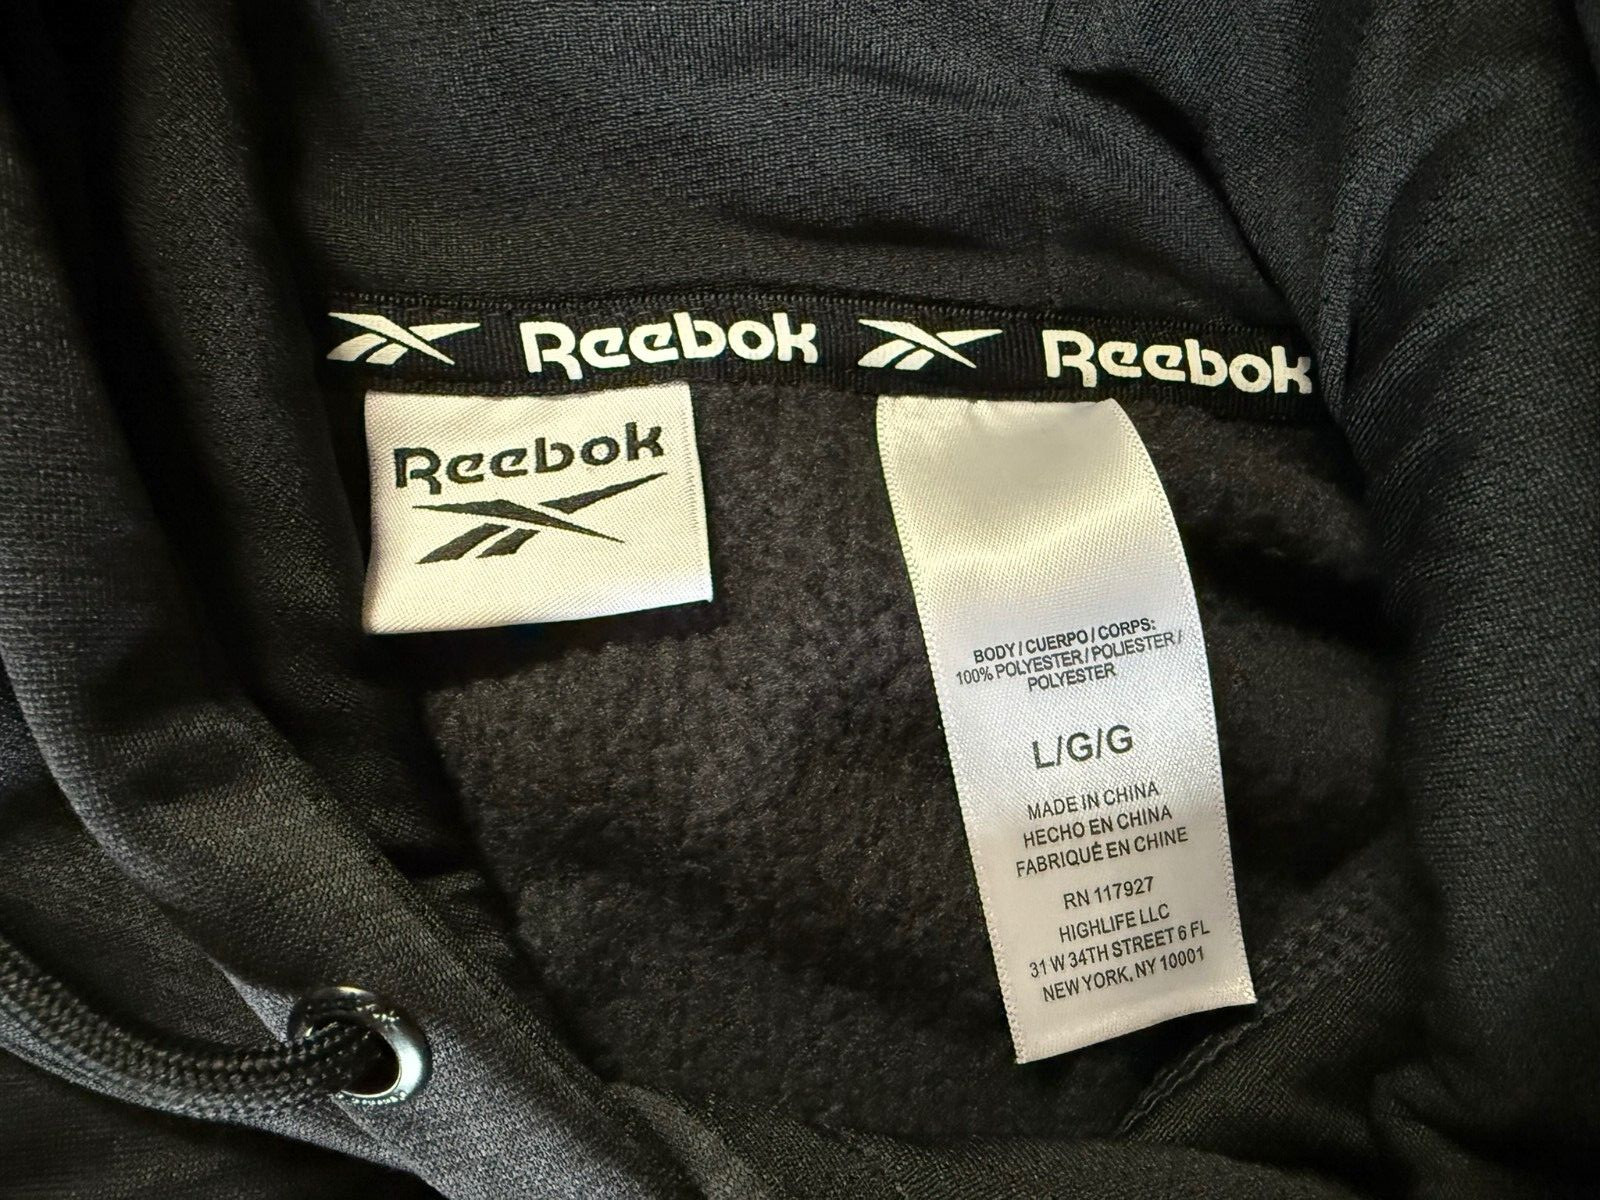 Reebok Reebok
Reebok
BODY / CUERPO / CORPS:
100% POLYESTER / POLIESTER /
POLYESTER
L/G/G
MADE IN CHINA
HECHO EN CHINA
FABRIQUÉ EN CHINE
RN 117927
HIGHLIFE LLC
31 W 34TH STREET 6 FL
NEW YORK, NY 10001